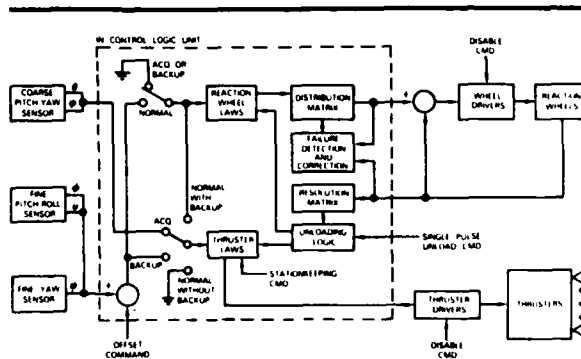 IN CONTROL LOGIC UNIT
ACQ OR
BACKUP
NORMAL
COARSE
PITCH YAW
SENSOR
REACTION
WHEEL
LAWS
DISTRIBUTION
MATRIX
DISABLE
CMD
WHEEL
DRIVERS
REACTION
WHEELS
FAILURE
DETECTION
AND
CORRECTION
RESOLUTION
MATRIX
NORMAL
WITH
BACKUP
FINE
PITCH ROLL
SENSOR
ACQ
THRUSTER
LAWS
UNLOADING
LOGIC
SINGLE PULSE
UNLOAD CMD
BACKUP
NORMAL
WITHOUT
BACKUP
STATIONKEEPING
CMD
FINE YAW
SENSOR
OFFSET
COMMAND
THRUSTER
DRIVERS
THRUSTERS
DISABLE
CMD